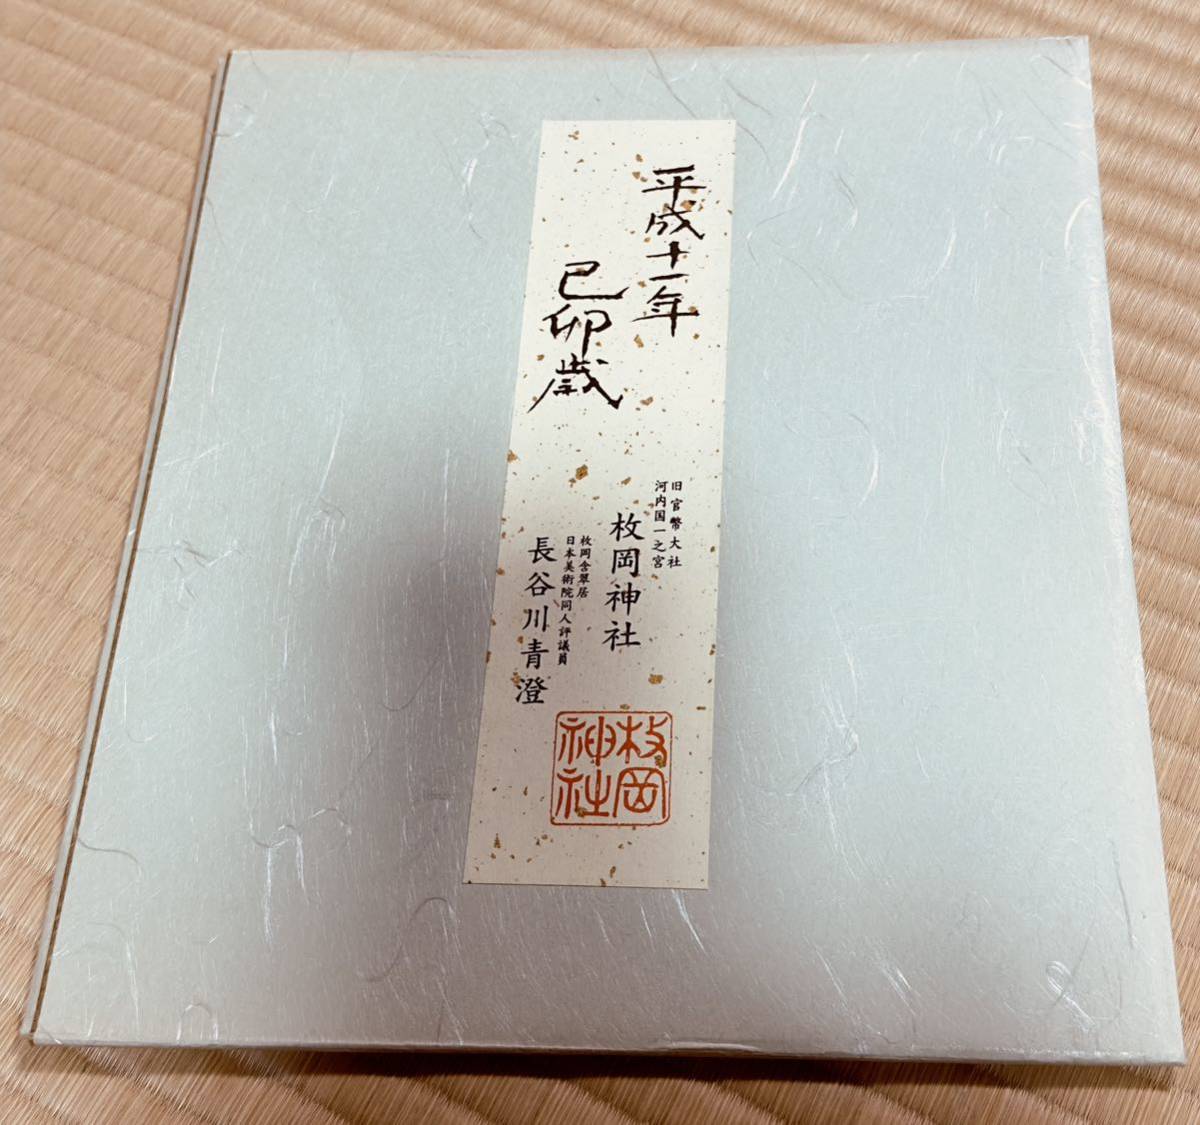 平成十一年
己卯歳
旧官幣大社
河内国一之宮
枚岡神社
枚岡含翠居
日本美術院同人評議員
長谷川青澄
枚岡
神社